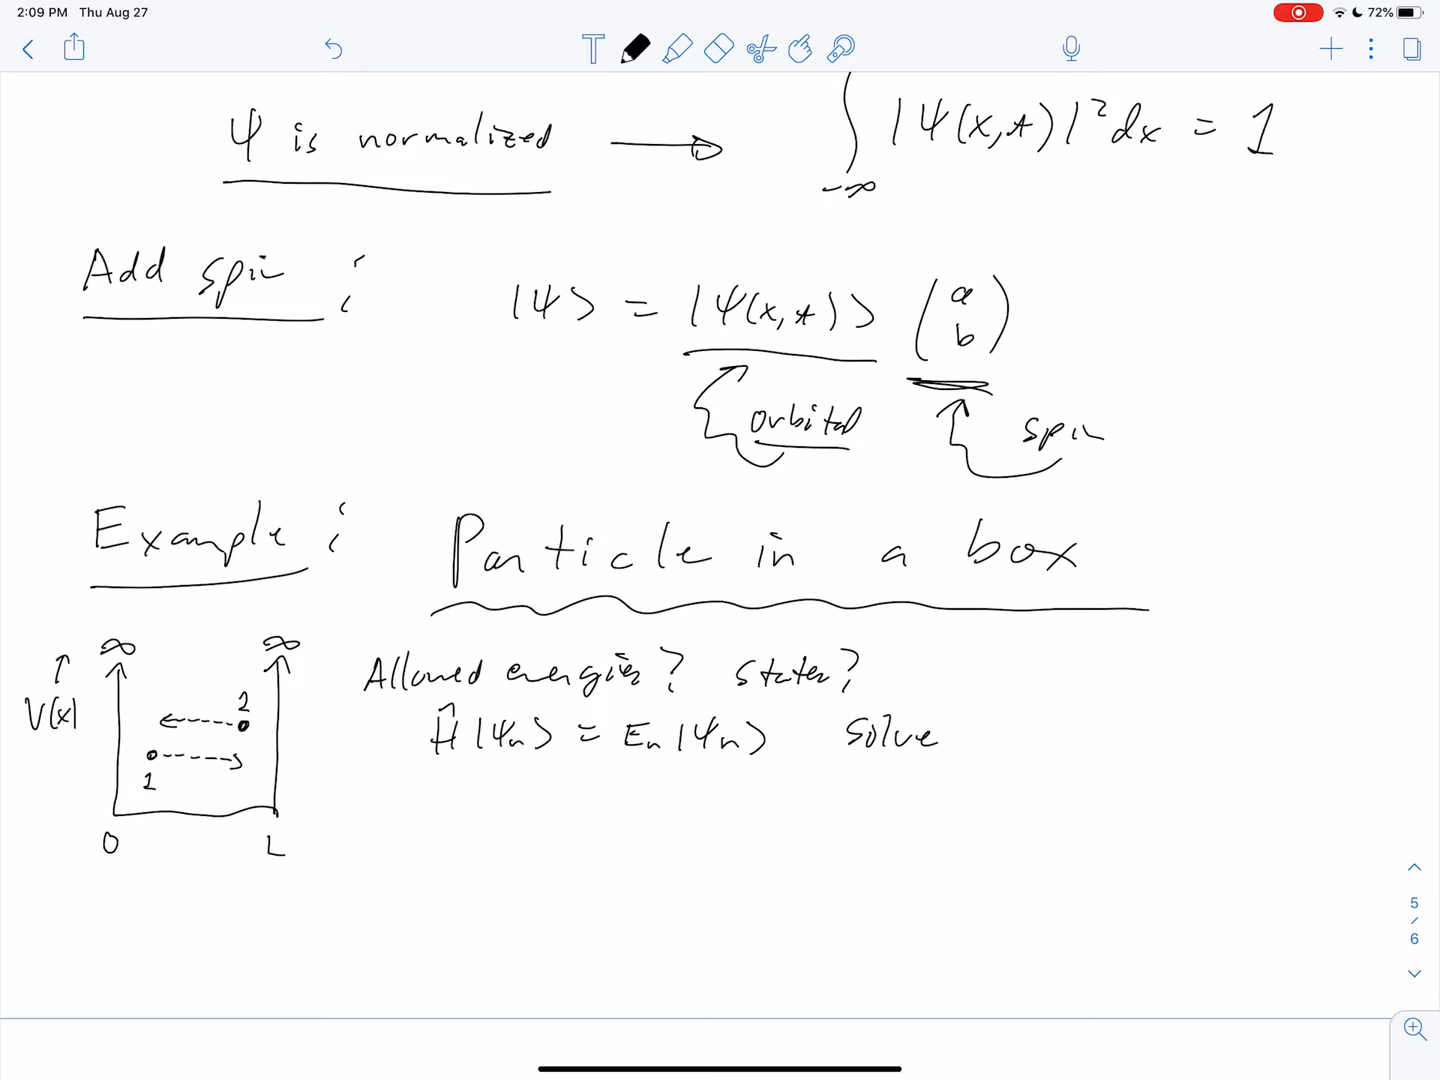 2:09 PM Thu Aug 27 72%
ψ is normalized → ∫ |ψ(x,t)|² dx = 1
-∞
Add spin :
|ψ> = |ψ(x,t)> (a b)
orbital spin
Example : Particle in a box
∞ ∞
↑ V(x)
Allowed energies? states?
Ĥ|ψn> = En|ψn> solve
2
1
0 L
5
/
6